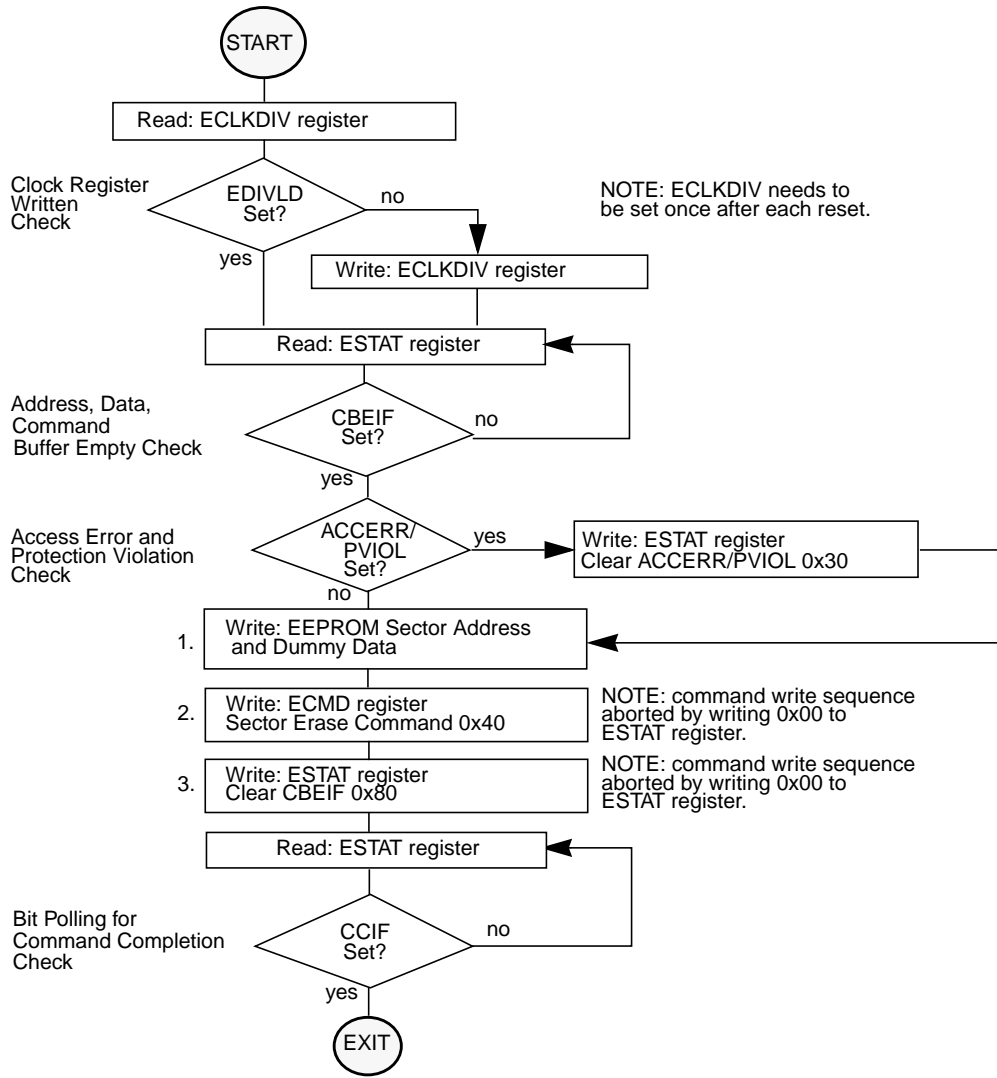 START
Read: ECLKDIV register
Clock Register
Written
Check
EDIVLD
Set?
no
yes
NOTE: ECLKDIV needs to
be set once after each reset.
Write: ECLKDIV register
Read: ESTAT register
Address, Data,
Command
Buffer Empty Check
CBEIF
Set?
no
yes
Access Error and
Protection Violation
Check
ACCERR/
PVIOL
Set?
yes
no
Write: ESTAT register
Clear ACCERR/PVIOL 0x30
1.
Write: EEPROM Sector Address
and Dummy Data
2.
Write: ECMD register
Sector Erase Command 0x40
NOTE: command write sequence
aborted by writing 0x00 to
ESTAT register.
3.
Write: ESTAT register
Clear CBEIF 0x80
NOTE: command write sequence
aborted by writing 0x00 to
ESTAT register.
Read: ESTAT register
Bit Polling for
Command Completion
Check
CCIF
Set?
no
yes
EXIT